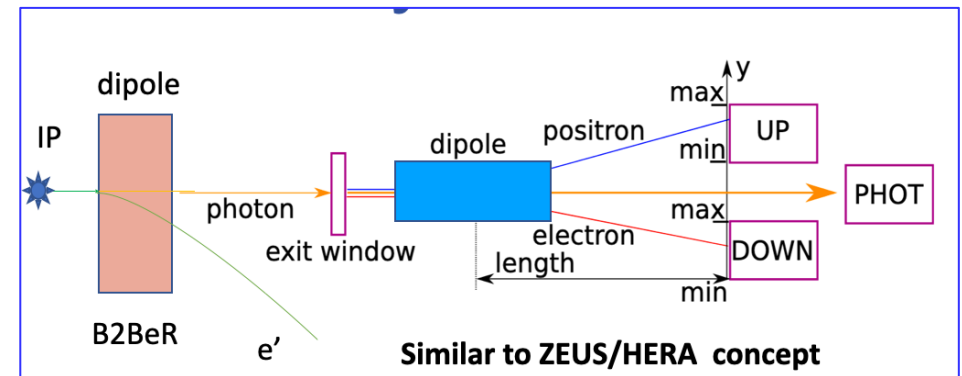 dipole
IP
B2BeR
e’
photon
exit window
dipole
positron
electron
length
y
max
min
max
min
UP
DOWN
PHOT
Similar to ZEUS/HERA concept